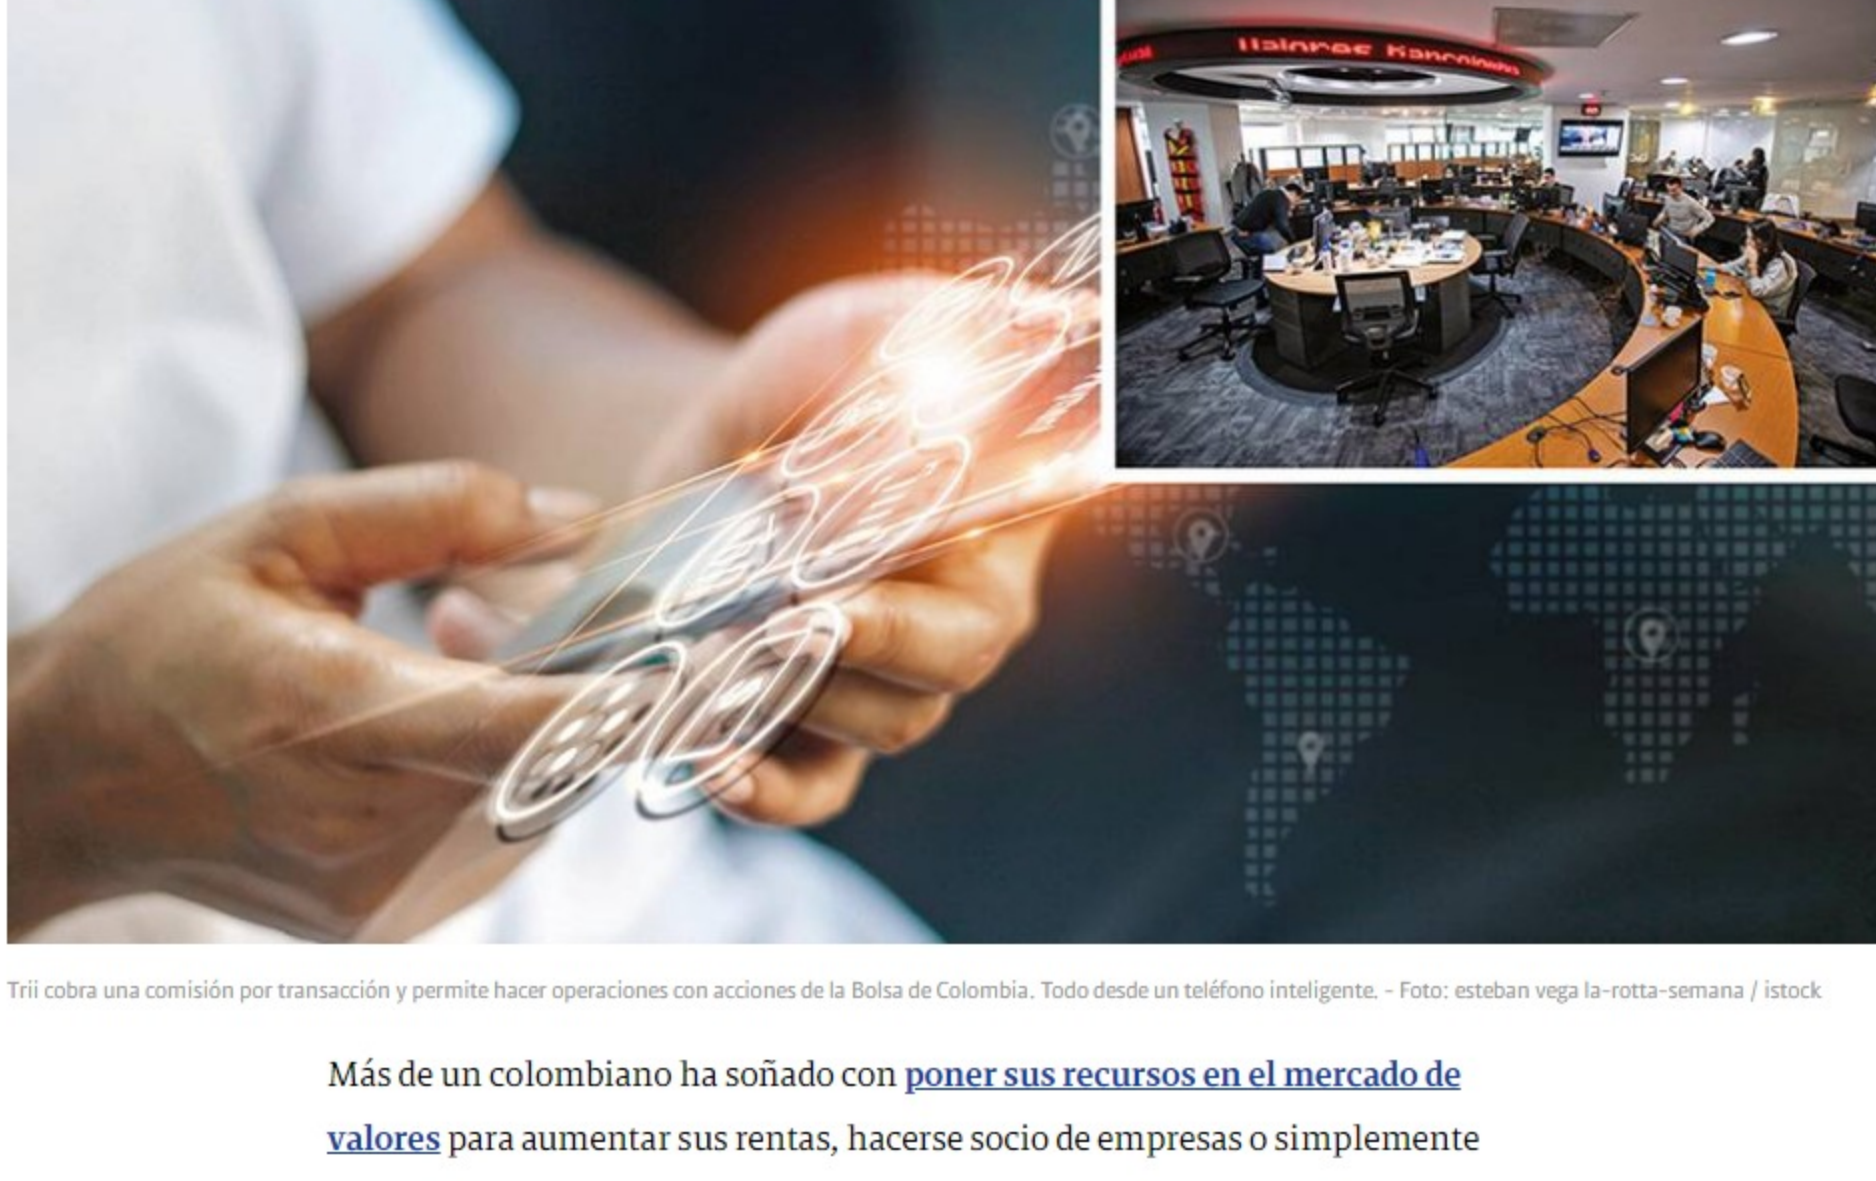 Valores Bancolombia
Trii cobra una comisión por transacción y permite hacer operaciones con acciones de la Bolsa de Colombia. Todo desde un teléfono inteligente. - Foto: esteban vega la-rotta-semana / istock
Más de un colombiano ha soñado con poner sus recursos en el mercado de
valores para aumentar sus rentas, hacerse socio de empresas o simplemente